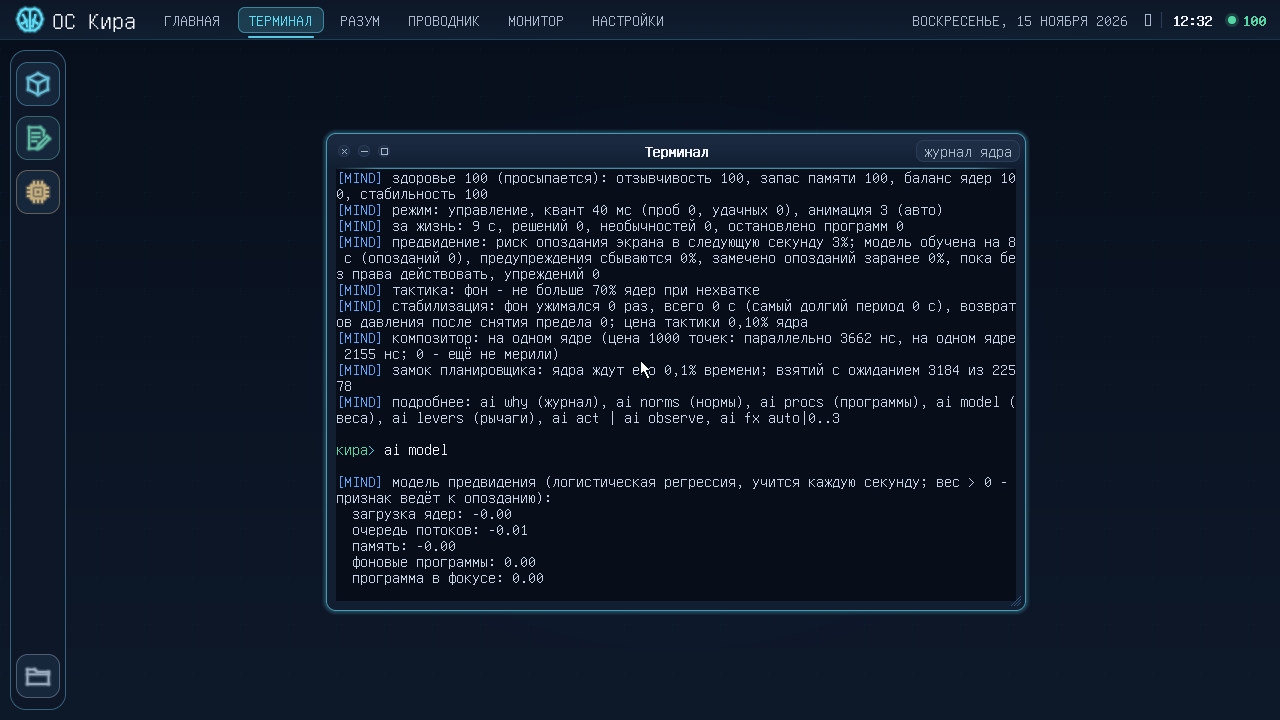 ОС Кира ГЛАВНАЯ ТЕРМИНАЛ РАЗУМ ПРОВОДНИК МОНИТОР НАСТРОЙКИ ВОСКРЕСЕНЬЕ, 15 НОЯБРЯ 2026 12:32 100
Терминал журнал ядра
[MIND] здоровье 100 (просыпается): отзывчивость 100, запас памяти 100, баланс ядер 10
0, стабильность 100
[MIND] режим: управление, квант 40 мс (проб 0, удачных 0), анимация 3 (авто)
[MIND] за жизнь: 9 с, решений 0, необычностей 0, остановлено программ 0
[MIND] предвидение: риск опоздания экрана в следующую секунду 3%; модель обучена на 8
с (опозданий 0), предупреждения сбываются 0%, замечено опозданий заранее 0%, пока бе
з права действовать, упреждений 0
[MIND] тактика: фон - не больше 70% ядер при нехватке
[MIND] стабилизация: фон ужимался 0 раз, всего 0 с (самый долгий период 0 с), возврат
ов давления после снятия предела 0; цена тактики 0,10% ядра
[MIND] композитор: на одном ядре (цена 1000 точек: параллельно 3662 нс, на одном ядре
2155 нс; 0 - ещё не мерили)
[MIND] замок планировщика: ядра ждут его 0,1% времени; взятий с ожиданием 3184 из 225
78
[MIND] подробнее: ai why (журнал), ai norms (нормы), ai procs (программы), ai model (
веса), ai levers (рычаги), ai act | ai observe, ai fx auto|0..3
кира> ai model
[MIND] модель предвидения (логистическая регрессия, учится каждую секунду; вес > 0 -
признак ведёт к опозданию):
загрузка ядер: -0.00
очередь потоков: -0.01
память: -0.00
фоновые программы: 0.00
программа в фокусе: 0.00